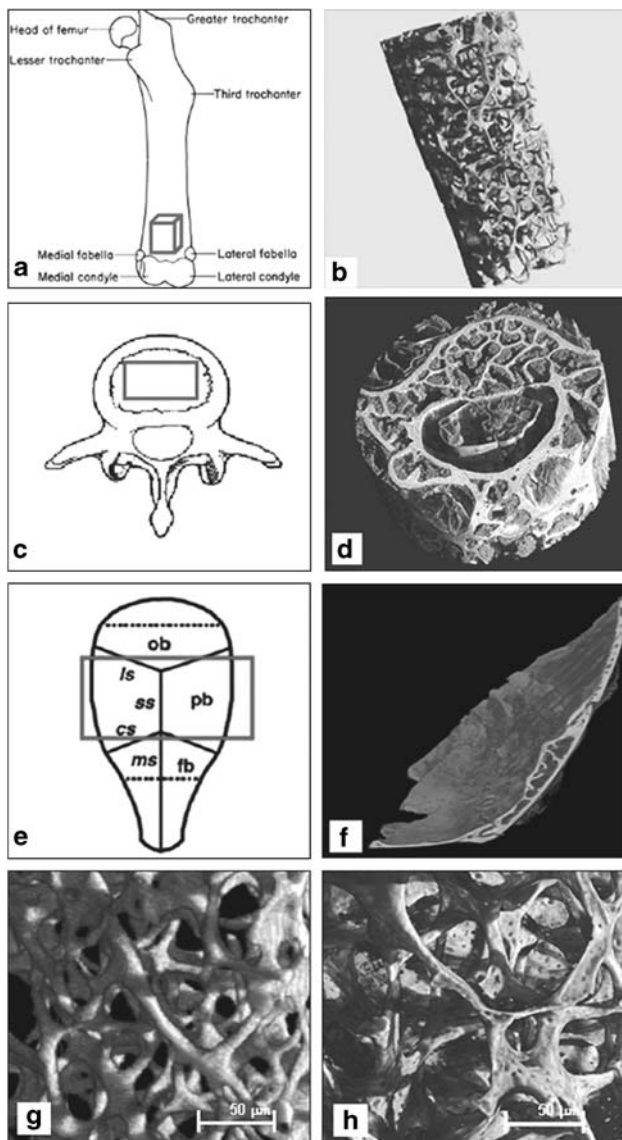 Greater trochanter
Head of femur
Lesser trochanter
Third trochanter
Medial fabella
Lateral fabella
Medial condyle
Lateral condyle
a
b
c
d
ob
ls
ss
pb
cs
ms
fb
e
f
50 μm
g
50 μm
h